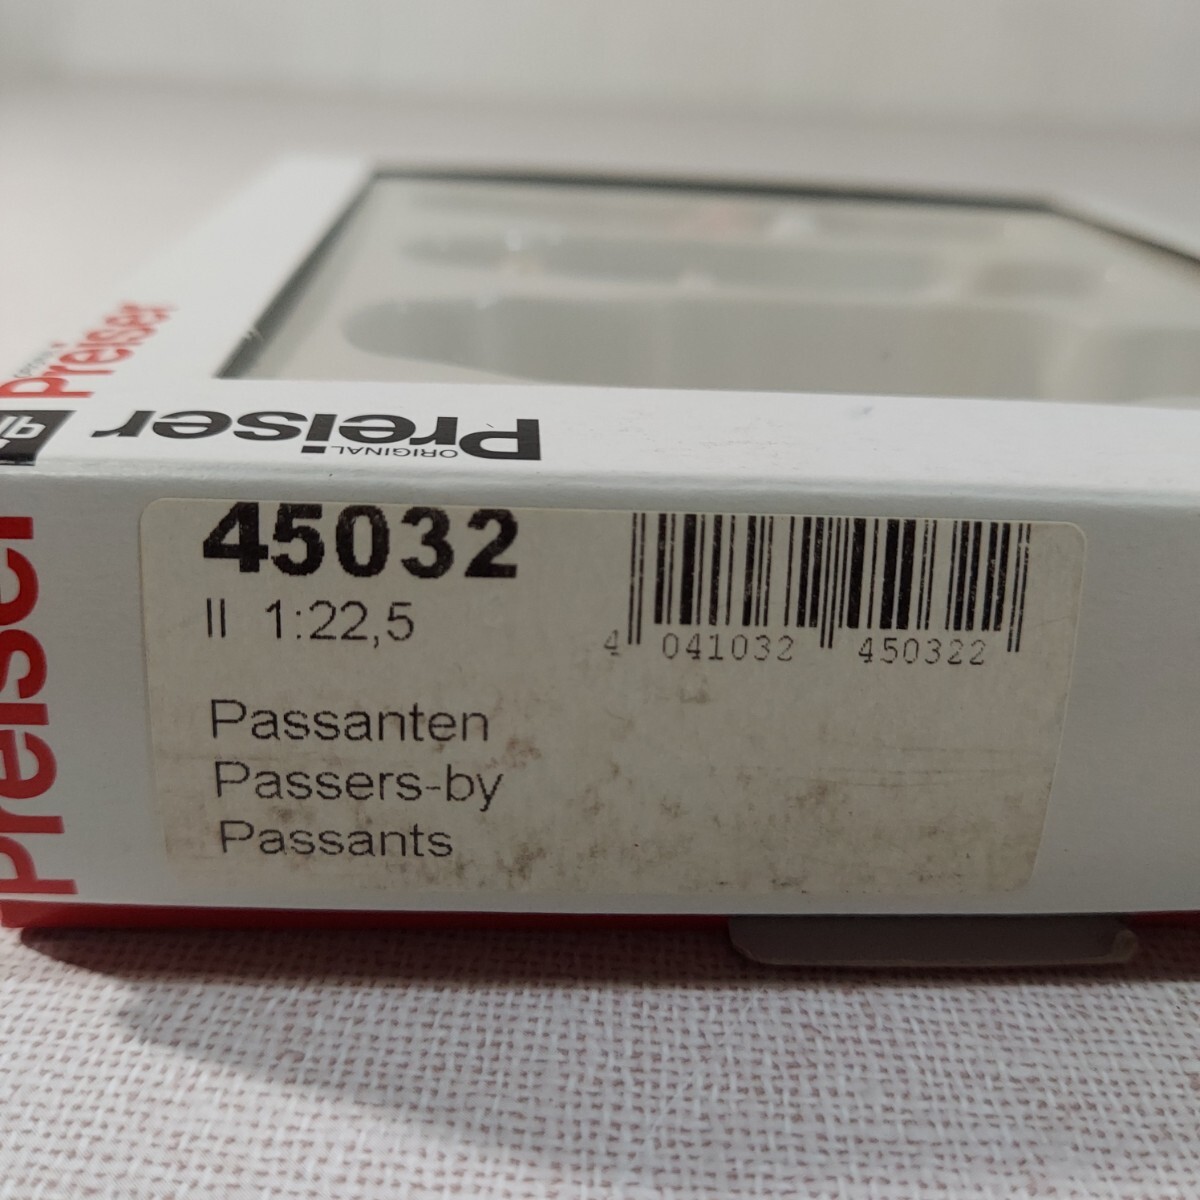 Preiser
ORIGINAL
Preiser
Preiser
45032
II 1:22,5
4 041032 450322
Passanten
Passers-by
Passants